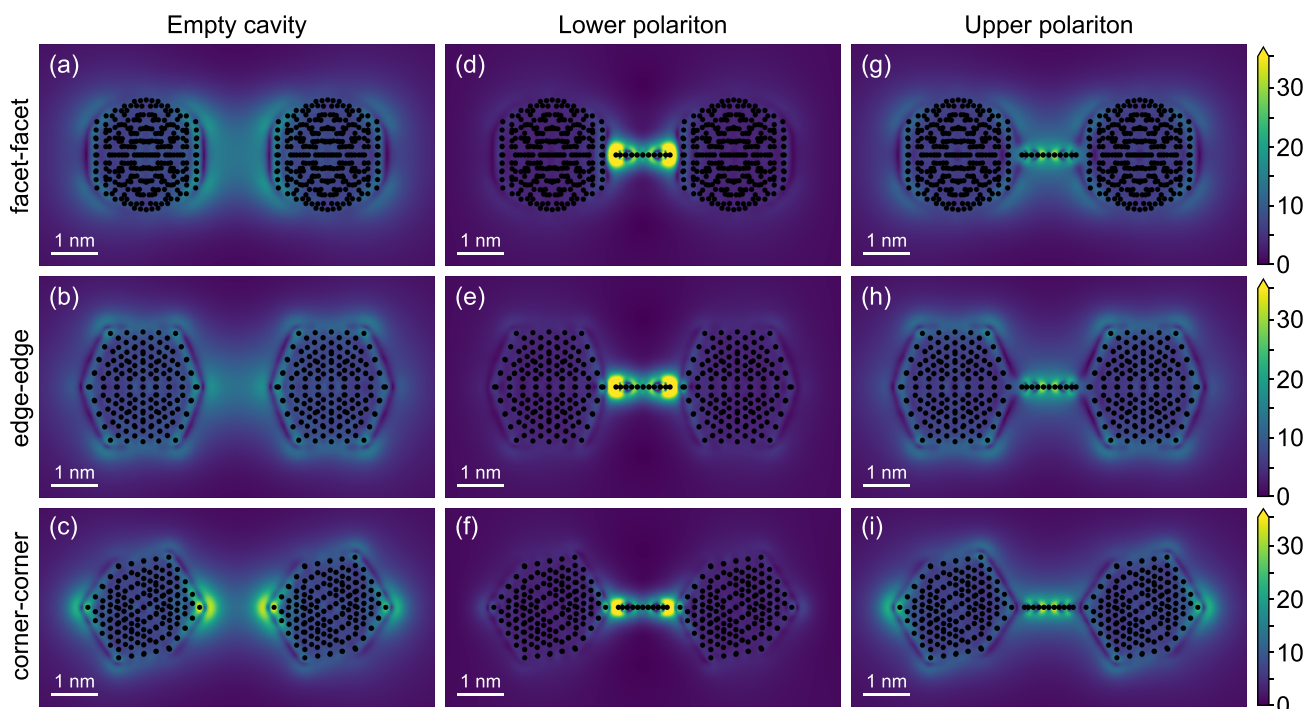 Empty cavity Lower polariton Upper polariton
facet-facet
(a) (d) (g)
30
20
10
0
1 nm 1 nm 1 nm
edge-edge
(b) (e) (h)
30
20
10
0
1 nm 1 nm 1 nm
corner-corner
(c) (f) (i)
30
20
10
0
1 nm 1 nm 1 nm